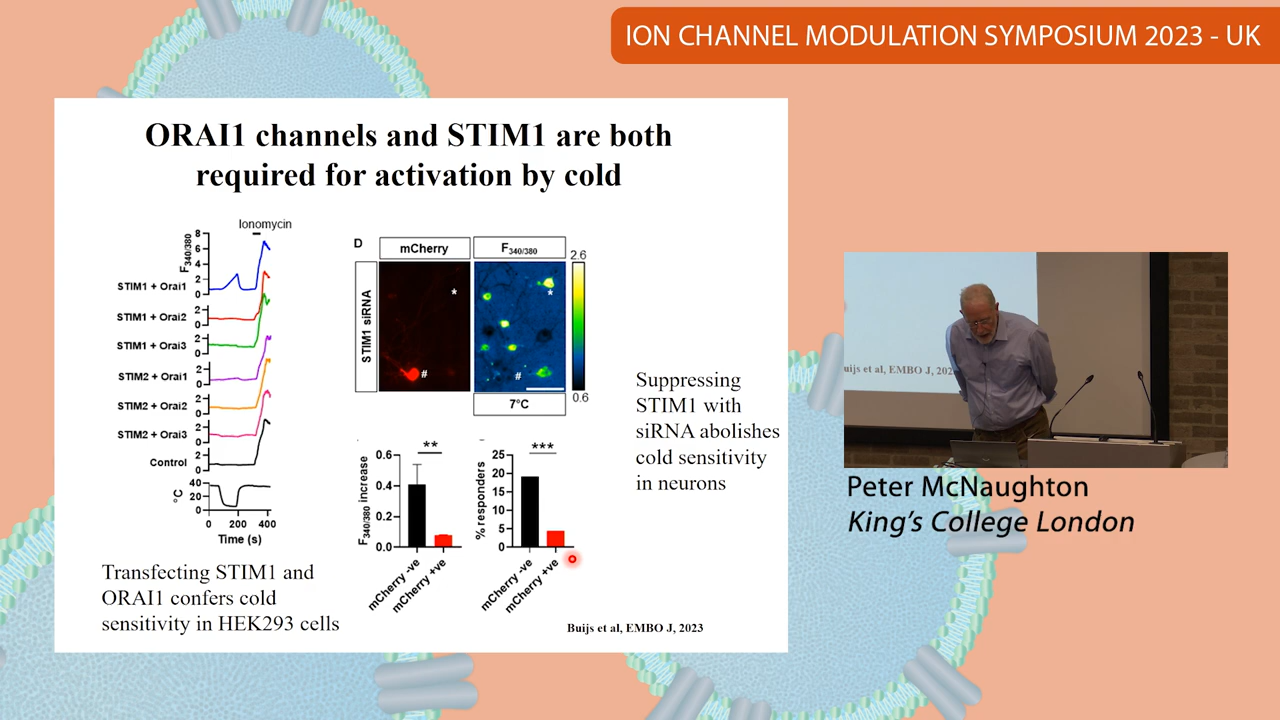 ION CHANNEL MODULATION SYMPOSIUM 2023 - UK
ORAI1 channels and STIM1 are both
required for activation by cold
Ionomycin
F340/380
8
6
4
2
0
STIM1 + Orai1
STIM1 + Orai2
2
0
STIM1 + Orai3
2
0
STIM2 + Orai1
2
0
STIM2 + Orai2
2
0
STIM2 + Orai3
2
0
Control
2
0
°C
40
20
0
0 200 400
Time (s)
Transfecting STIM1 and
ORAI1 confers cold
sensitivity in HEK293 cells
D
mCherry
F340/380
STIM1 siRNA
*
#
*
#
7°C
2.6
0.6
F340/380 increase
0.6
0.4
0.2
0.0
**
mCherry -ve
mCherry +ve
% responders
25
20
15
10
5
0
***
mCherry -ve
mCherry +ve
Suppressing
STIM1 with
siRNA abolishes
cold sensitivity
in neurons
Buijs et al, EMBO J, 2023
uijs et al, EMBO J, 202
Peter McNaughton
King's College London